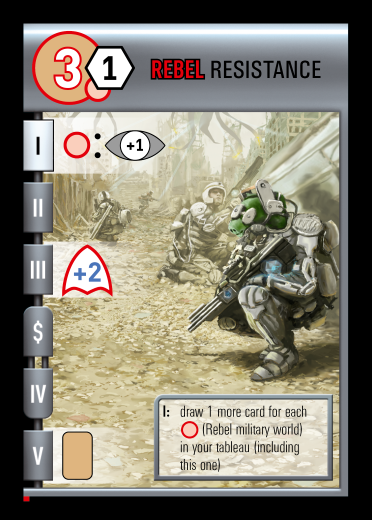 3 1 REBEL RESISTANCE
I
: +1
II
III
+2
$
IV
V
I: draw 1 more card for each
(Rebel military world)
in your tableau (including
this one)